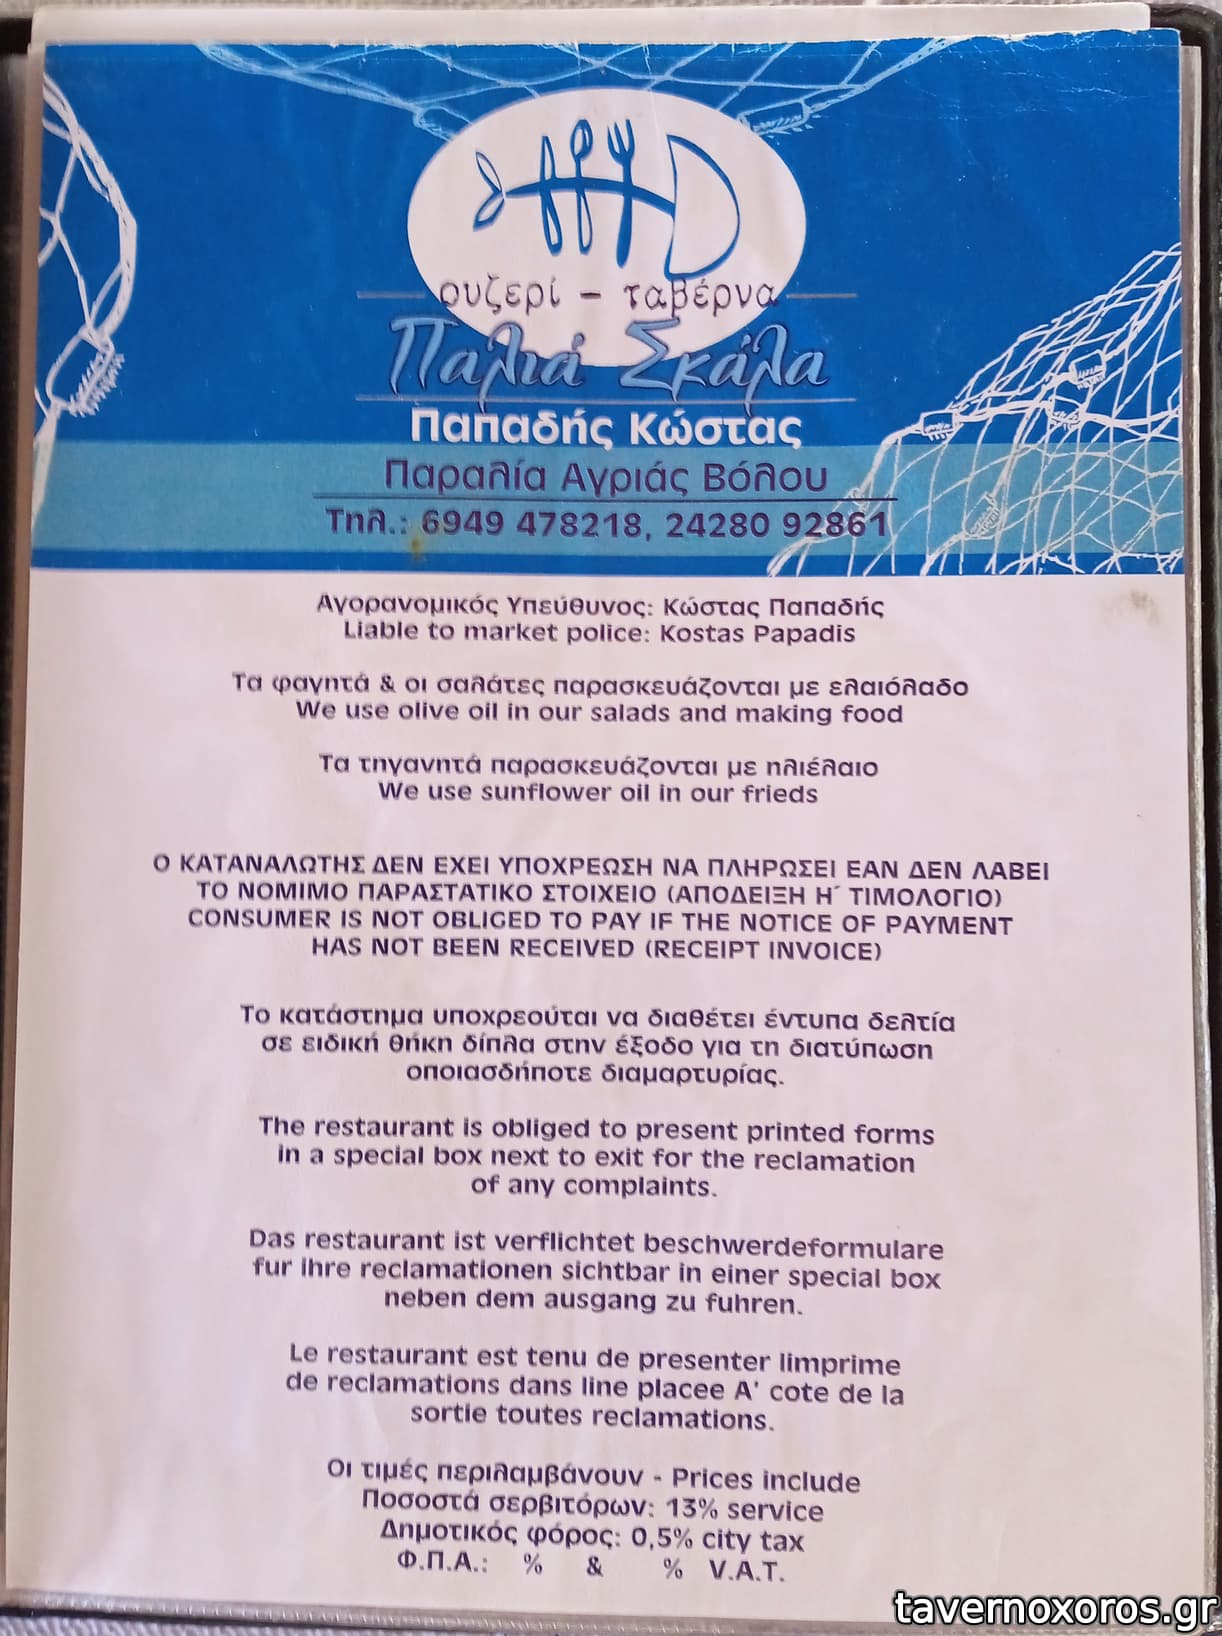 ουζερί - ταβέρνα
Παλιά Σκάλα
Παπαδής Κώστας
Παραλία Αγριάς Βόλου
Τηλ.: 6949 478218, 24280 92861
Αγορανομικός Υπεύθυνος: Κώστας Παπαδής
Liable to market police: Kostas Papadis
Τα φαγητά & οι σαλάτες παρασκευάζονται με ελαιόλαδο
We use olive oil in our salads and making food
Τα τηγανητά παρασκευάζονται με ηλιέλαιο
We use sunflower oil in our frieds
Ο ΚΑΤΑΝΑΛΩΤΗΣ ΔΕΝ ΕΧΕΙ ΥΠΟΧΡΕΩΣΗ ΝΑ ΠΛΗΡΩΣΕΙ ΕΑΝ ΔΕΝ ΛΑΒΕΙ
ΤΟ ΝΟΜΙΜΟ ΠΑΡΑΣΤΑΤΙΚΟ ΣΤΟΙΧΕΙΟ (ΑΠΟΔΕΙΞΗ Η΄ ΤΙΜΟΛΟΓΙΟ)
CONSUMER IS NOT OBLIGED TO PAY IF THE NOTICE OF PAYMENT
HAS NOT BEEN RECEIVED (RECEIPT INVOICE)
Το κατάστημα υποχρεούται να διαθέτει έντυπα δελτία
σε ειδική θήκη δίπλα στην έξοδο για τη διατύπωση
οποιασδήποτε διαμαρτυρίας.
The restaurant is obliged to present printed forms
in a special box next to exit for the reclamation
of any complaints.
Das restaurant ist verflichtet beschwerdeformulare
fur ihre reclamationen sichtbar in einer special box
neben dem ausgang zu fuhren.
Le restaurant est tenu de presenter limprime
de reclamations dans line placee A' cote de la
sortie toutes reclamations.
Οι τιμές περιλαμβάνουν - Prices include
Ποσοστά σερβιτόρων: 13% service
Δημοτικός φόρος: 0,5% city tax
Φ.Π.Α.: % & % V.A.T.
tavernoxoros.gr